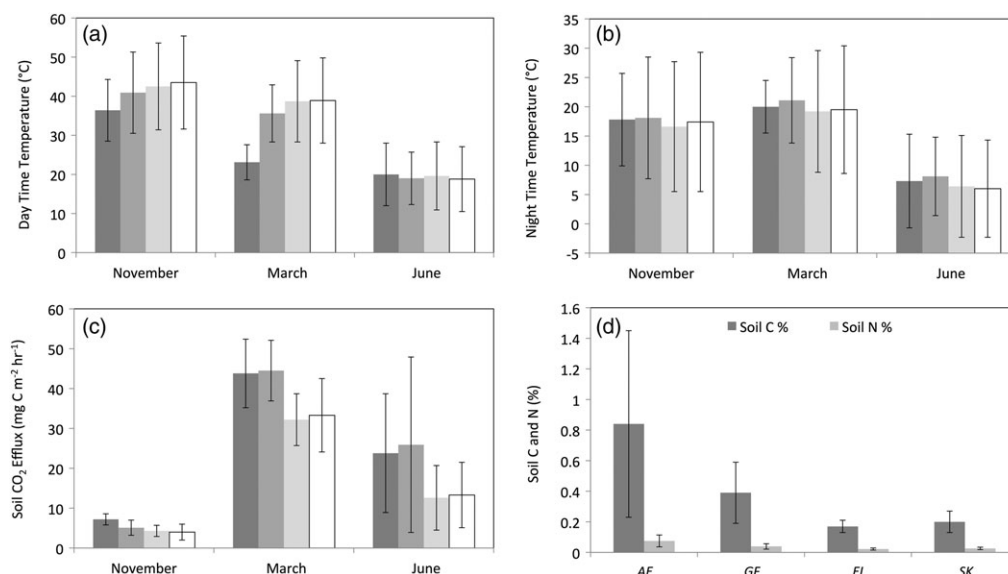 (a)
Day Time Temperature (°C)
60
50
40
30
20
10
0
November March June
(b)
Night Time Temperature (°C)
35
30
25
20
15
10
5
0
-5
November March June
(c)
Soil CO2 Efflux (mg C m-2 hr-1)
60
50
40
30
20
10
0
November March June
(d)
Soil C and N (%)
Soil C % Soil N %
1.6
1.4
1.2
1
0.8
0.6
0.4
0.2
0
AE GE EL SK